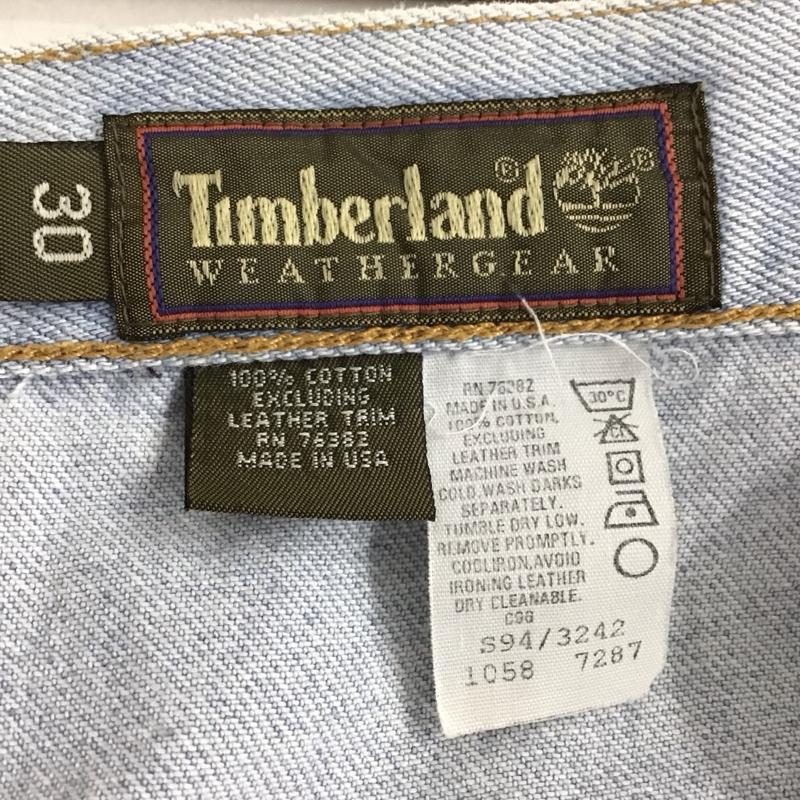 30
Timberland®
®
WEATHERGEAR
100% COTTON
EXCLUDING
LEATHER TRIM
RN 76382
MADE IN USA
RN 76382
MADE IN U.S.A.
100% COTTON,
EXCLUDING
LEATHER TRIM
MACHINE WASH
COLD, WASH DARKS
SEPARATELY.
TUMBLE DRY LOW.
REMOVE PROMPTLY.
COOL IRON, AVOID
IRONING LEATHER
DRY CLEANABLE.
S94/3242
1058 7287
30°C
CL